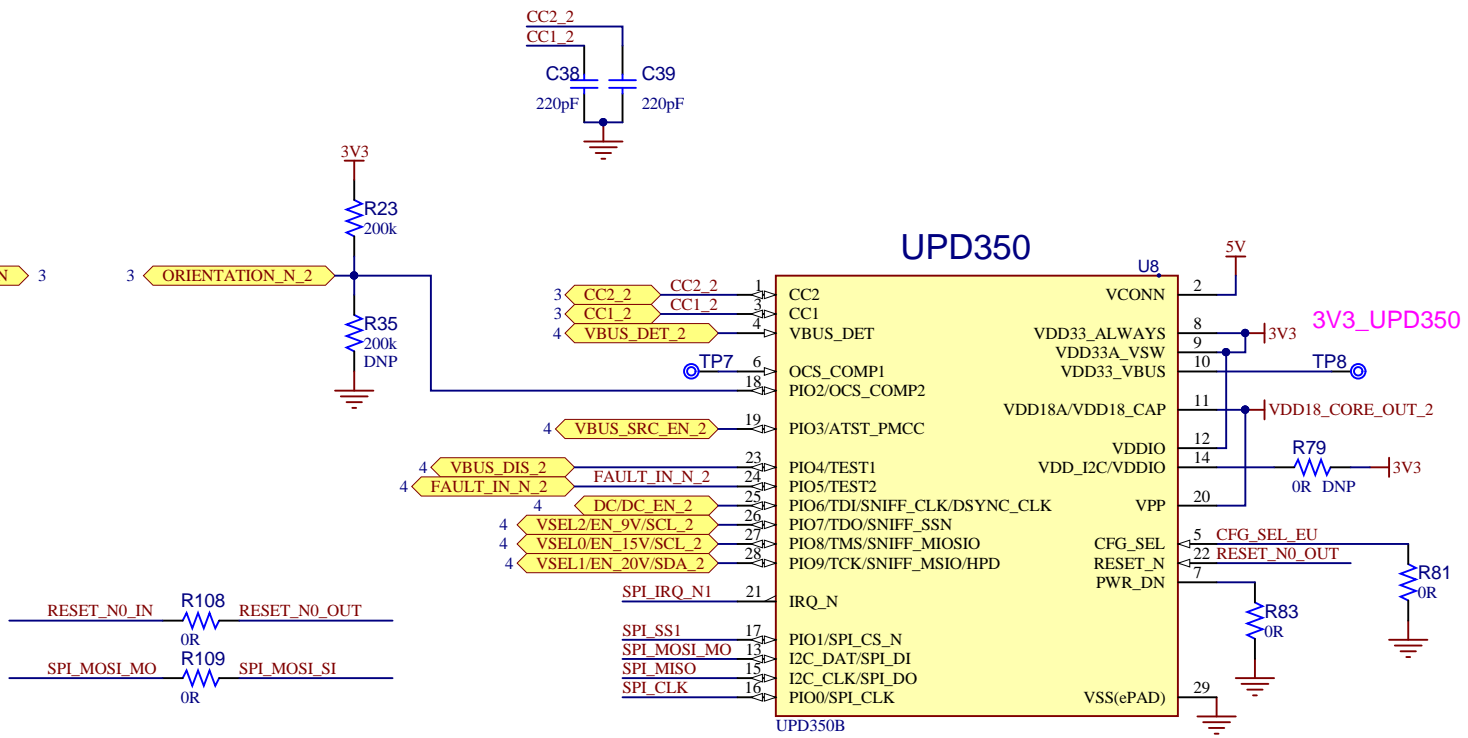 CC2_2
CC1_2
C38
C39
220pF
220pF
3V3
R23
200k
N 3
3 ORIENTATION_N_2
R35
200k
DNP
UPD350
U8
5V
3 CC2_2 CC2_2 1 CC2
VCONN 2
3 CC1_2 CC1_2 3 CC1
4 VBUS_DET_2 4 VBUS_DET
VDD33_ALWAYS 8 3V3
3V3_UPD350
VDD33A_VSW 9
TP7 6 OCS_COMP1
VDD33_VBUS 10 TP8
18 PIO2/OCS_COMP2
VDD18A/VDD18_CAP 11 VDD18_CORE_OUT_2
4 VBUS_SRC_EN_2 19 PIO3/ATST_PMCC
VDDIO 12
4 VBUS_DIS_2 23 PIO4/TEST1
VDD_I2C/VDDIO 14 R79 3V3
0R DNP
4 FAULT_IN_N_2 FAULT_IN_N_2 24 PIO5/TEST2
4 DC/DC_EN_2 25 PIO6/TDI/SNIFF_CLK/DSYNC_CLK
VPP 20
4 VSEL2/EN_9V/SCL_2 26 PIO7/TDO/SNIFF_SSN
4 VSEL0/EN_15V/SCL_2 27 PIO8/TMS/SNIFF_MIOSIO
CFG_SEL 5 CFG_SEL_EU
4 VSEL1/EN_20V/SDA_2 28 PIO9/TCK/SNIFF_MSIO/HPD
RESET_N 22 RESET_N0_OUT
PWR_DN 7
R81
0R
SPI_IRQ_N1 21 IRQ_N
R83
0R
RESET_N0_IN R108 RESET_N0_OUT
0R
SPI_SS1 17 PIO1/SPI_CS_N
SPI_MOSI_MO 13 I2C_DAT/SPI_DI
SPI_MOSI_MO R109 SPI_MOSI_SI
0R
SPI_MISO 15 I2C_CLK/SPI_DO
SPI_CLK 16 PIO0/SPI_CLK
VSS(ePAD) 29
UPD350B